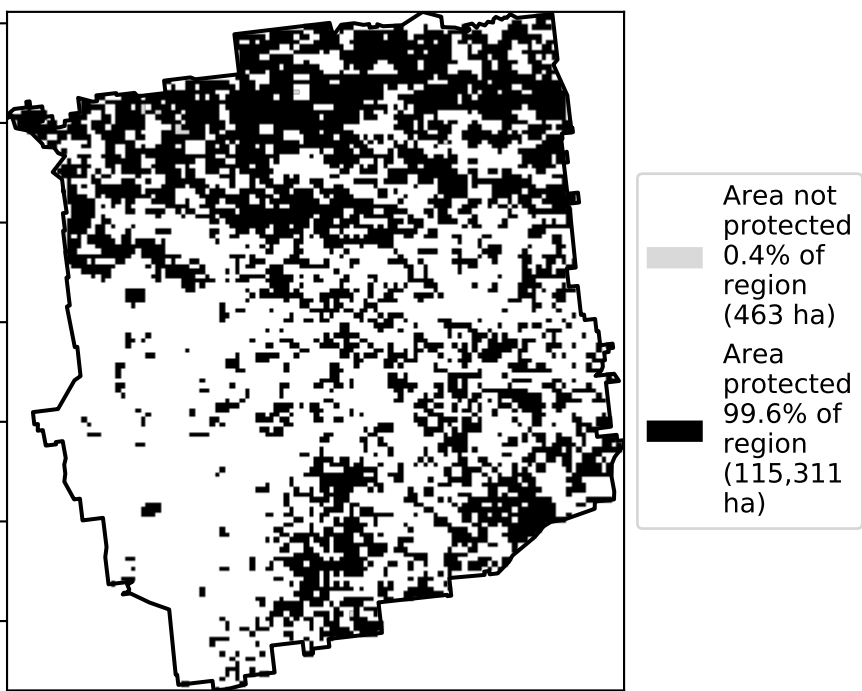 Area not
protected
0.4% of
region
(463 ha)
Area
protected
99.6% of
region
(115,311
ha)